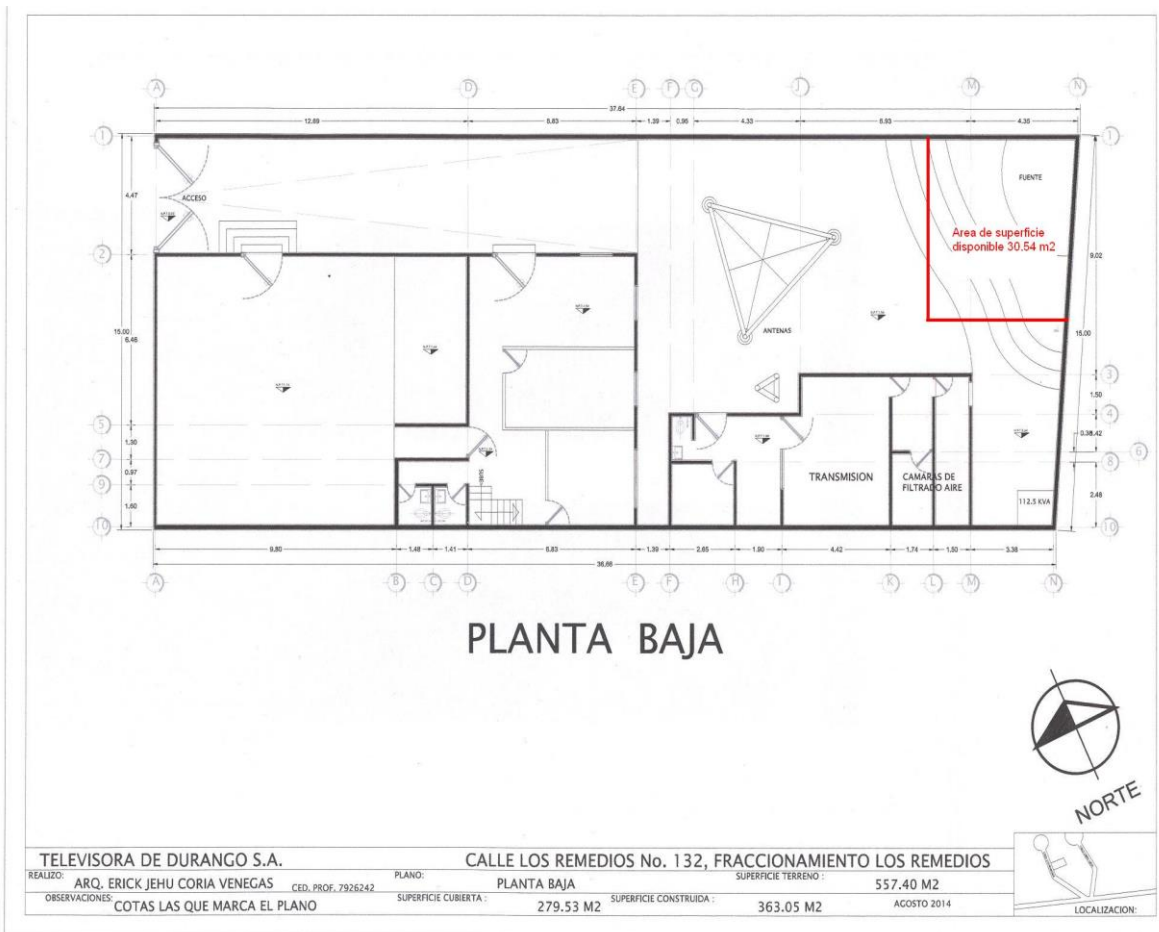 A
D
E
F
G
J
M
N
37.64
12.69
6.83
1.39
0.96
4.33
6.93
4.38
1
1
4.47
ACCESO
FUENTE
Area de superficie
disponible 30.54 m2
2
9.02
15.00
6.46
ANTENAS
15.00
3
1.50
4
5
1.30
0.36
1.42
6
7
8
0.97
9
SUBE
TRANSMISION
CAMARAS DE
FILTRADO AIRE
2.48
1.60
112.5 KVA
10
10
9.80
1.48
1.41
6.83
1.39
2.65
1.90
4.42
1.74
1.50
3.38
36.66
A
B
C
D
E
F
H
I
K
L
M
N
PLANTA BAJA
NORTE
TELEVISORA DE DURANGO S.A.
CALLE LOS REMEDIOS No. 132, FRACCIONAMIENTO LOS REMEDIOS
REALIZO:
ARQ. ERICK JEHU CORIA VENEGAS
CED. PROF. 7926242
PLANO:
PLANTA BAJA
SUPERFICIE TERRENO :
557.40 M2
OBSERVACIONES:
COTAS LAS QUE MARCA EL PLANO
SUPERFICIE CUBIERTA :
279.53 M2
SUPERFICIE CONSTRUIDA :
363.05 M2
AGOSTO 2014
LOCALIZACION: